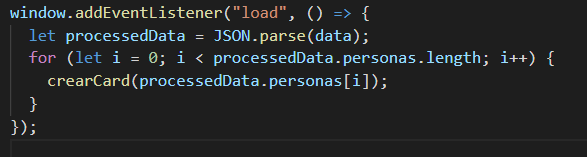 window.addEventListener("load", () => {
  let processedData = JSON.parse(data);
  for (let i = 0; i < processedData.personas.length; i++) {
    crearCard(processedData.personas[i]);
  }
});